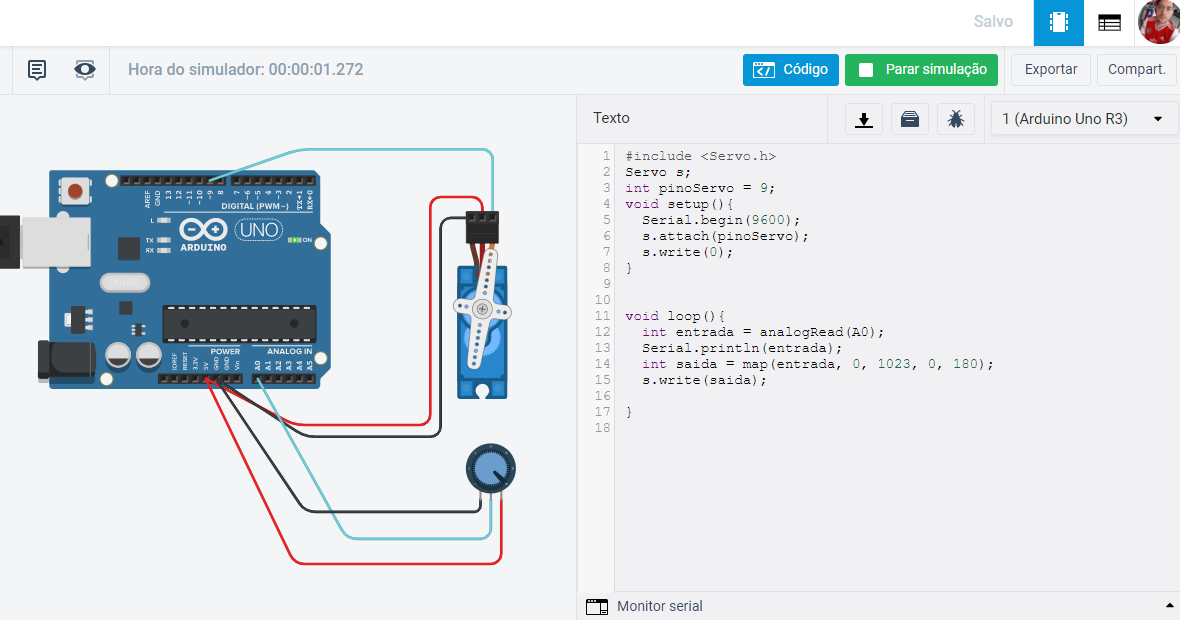 Salvo
Hora do simulador: 00:00:01.272
Código
Parar simulação
Exportar
Compart.
Texto
1 (Arduino Uno R3)
AREF
GND
13
12
~11
~10
~9
8
7
~6
~5
4
~3
2
TX→1
RX←0
DIGITAL (PWM~)
L
TX
RX
ARDUINO
UNO
ON
POWER
ANALOG IN
IOREF
RESET
3.3V
5V
GND
GND
Vin
A0
A1
A2
A3
A4
A5
1 #include <Servo.h>
2 Servo s;
3 int pinoServo = 9;
4 void setup(){
5 Serial.begin(9600);
6 s.attach(pinoServo);
7 s.write(0);
8 }
9
10
11 void loop(){
12 int entrada = analogRead(A0);
13 Serial.println(entrada);
14 int saida = map(entrada, 0, 1023, 0, 180);
15 s.write(saida);
16
17 }
18
Monitor serial